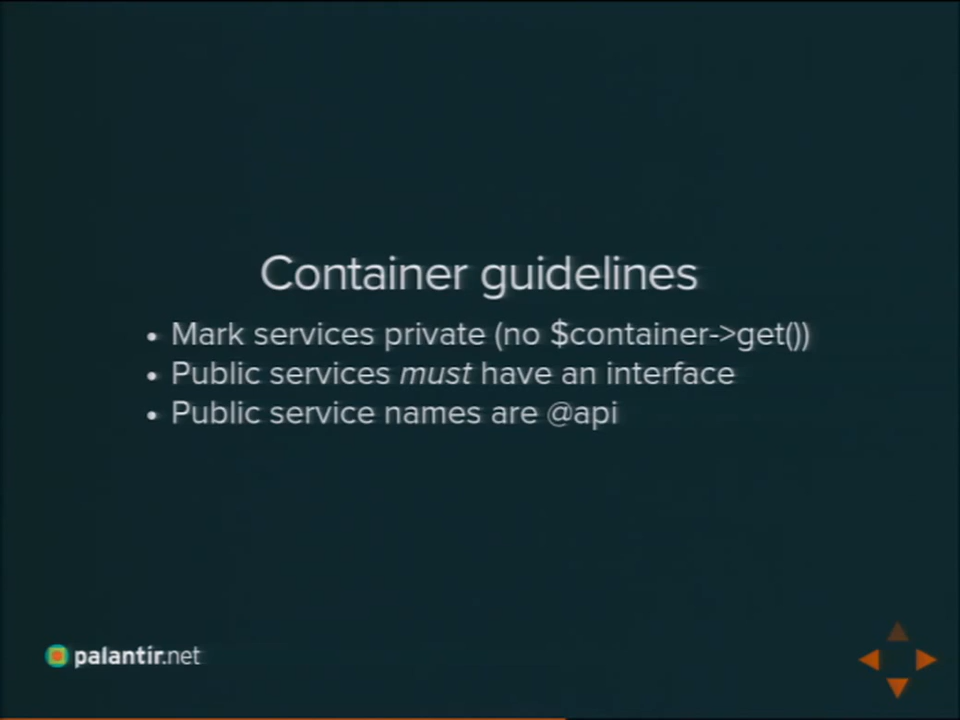 Container guidelines
• Mark services private (no $container->get())
• Public services must have an interface
• Public service names are @api
palantir.net